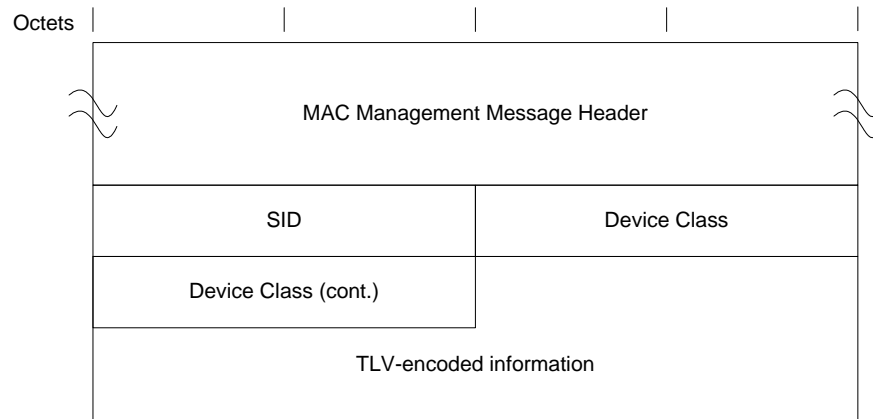 Octets
MAC Management Message Header
SID
Device Class
Device Class (cont.)
TLV-encoded information